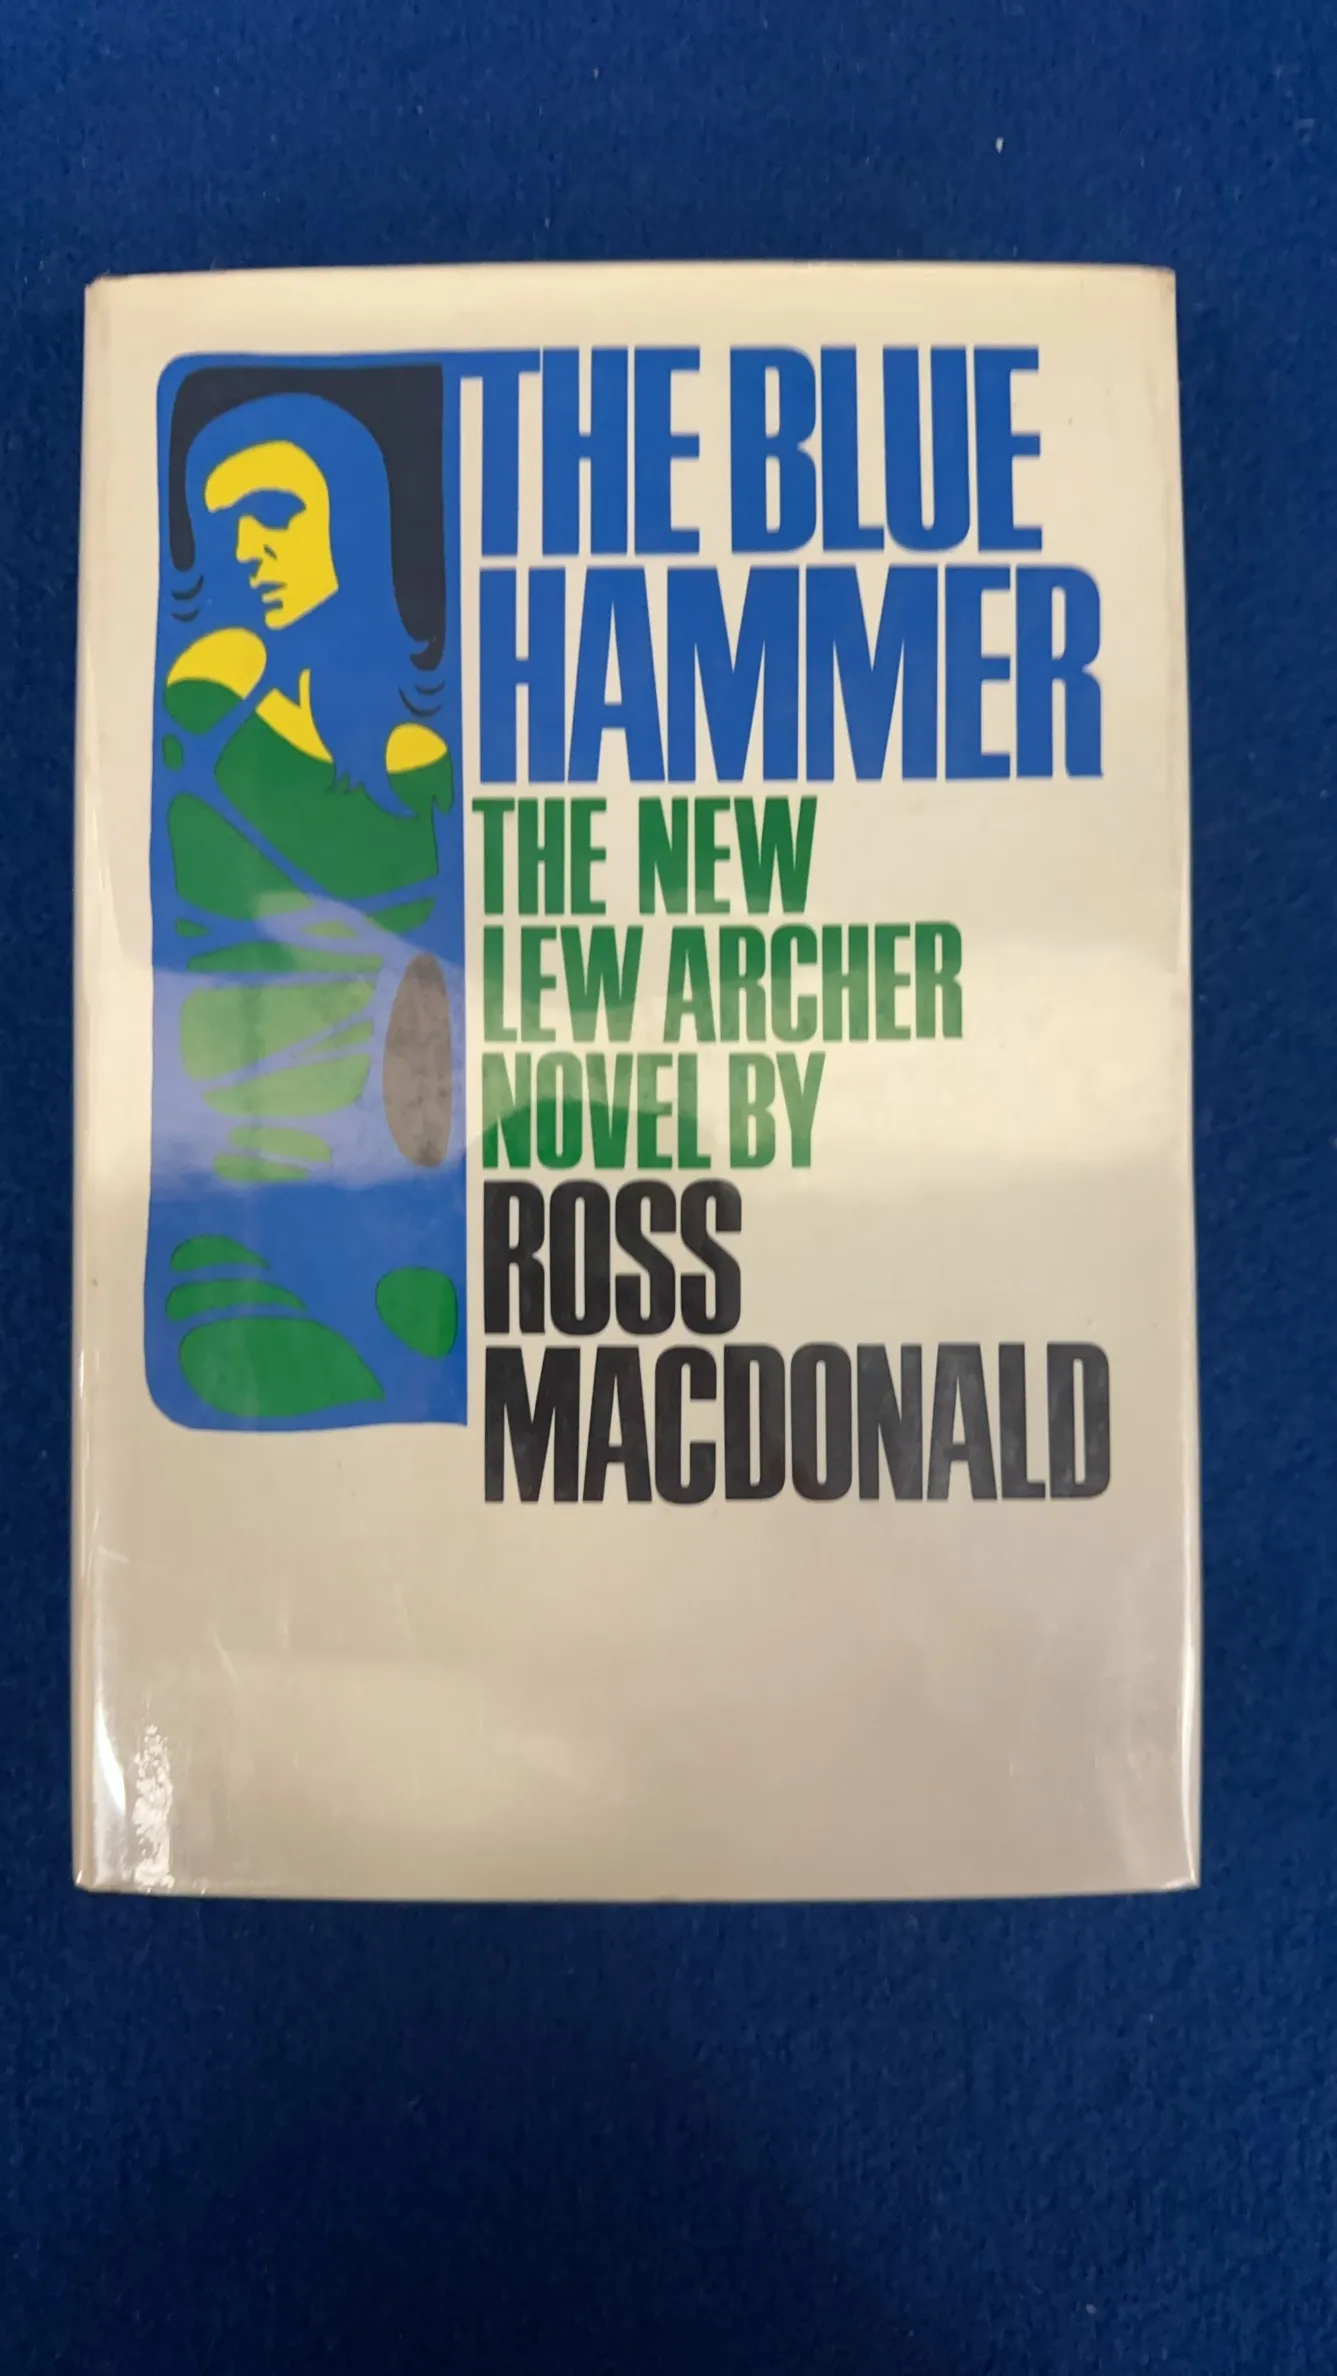 THE BLUE
HAMMER
THE NEW
LEW ARCHER
NOVEL BY
ROSS
MACDONALD